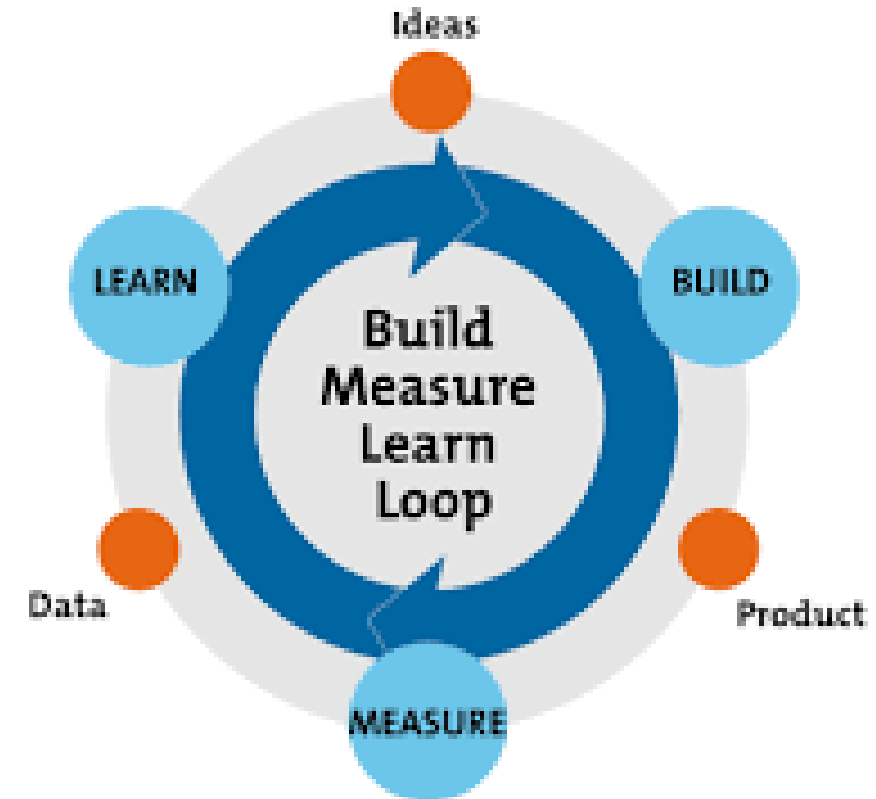 Ideas
LEARN
BUILD
Build
Measure
Learn
Loop
Data
Product
MEASURE